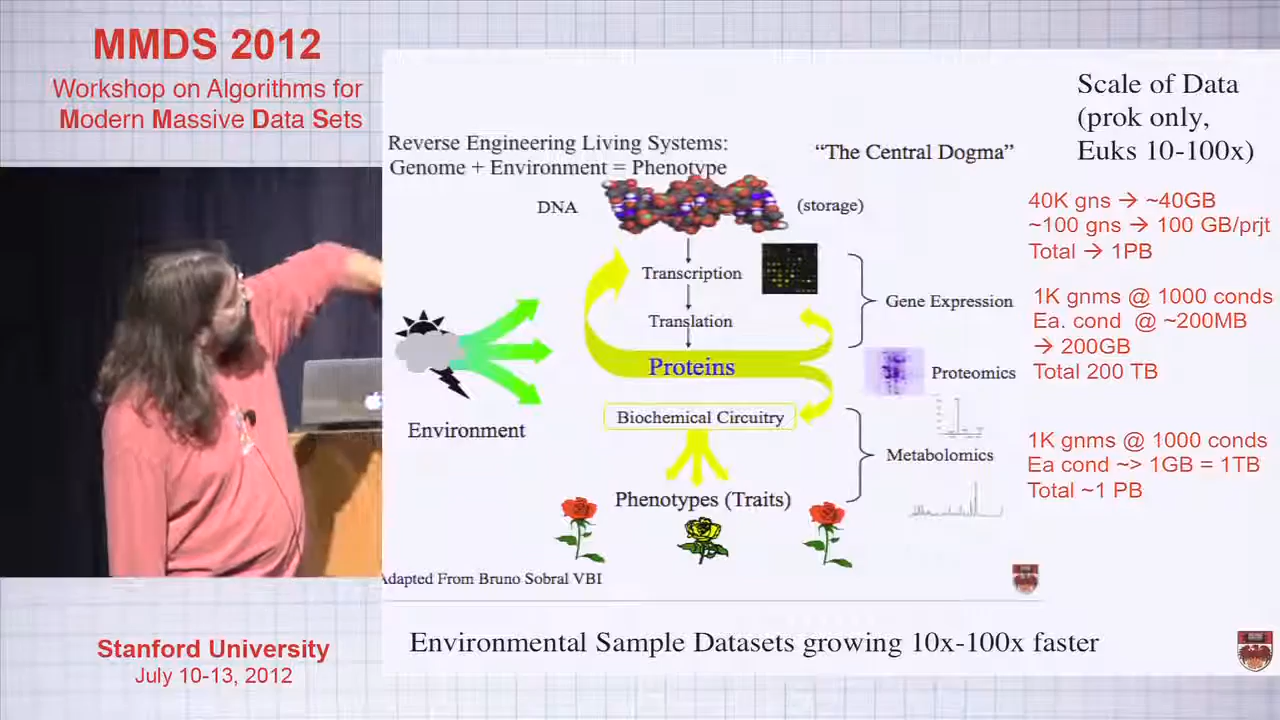 MMDS 2012
Workshop on Algorithms for
Modern Massive Data Sets
Scale of Data
(prok only,
Euks 10-100x)
Reverse Engineering Living Systems:
Genome + Environment = Phenotype
“The Central Dogma”
DNA
(storage)
40K gns → ~40GB
~100 gns → 100 GB/prjt
Total → 1PB
Transcription
Gene Expression
Translation
1K gnms @ 1000 conds
Ea. cond @ ~200MB
→ 200GB
Total 200 TB
Proteins
Proteomics
Environment
Biochemical Circuitry
Metabolomics
1K gnms @ 1000 conds
Ea cond ~> 1GB = 1TB
Total ~1 PB
Phenotypes (Traits)
Adapted From Bruno Sobral VBI
Environmental Sample Datasets growing 10x-100x faster
Stanford University
July 10-13, 2012